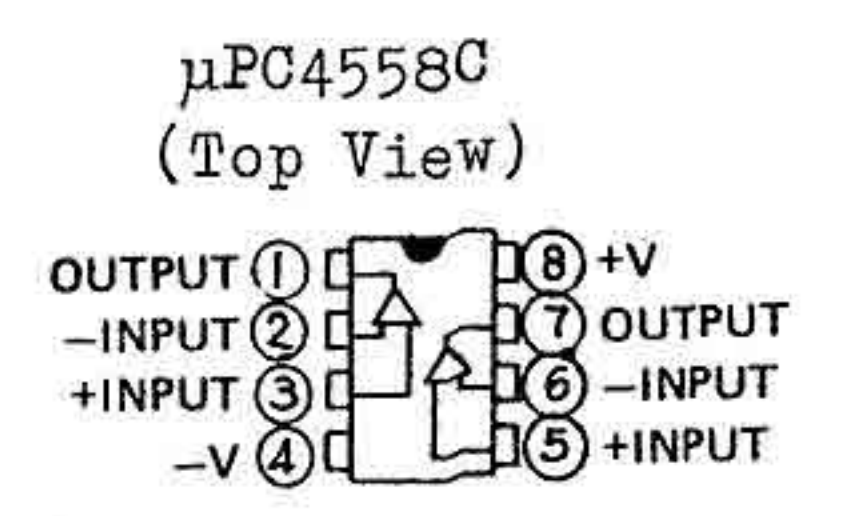 μPC4558C
(Top View)
OUTPUT 1 8 +V
-INPUT 2 7 OUTPUT
+INPUT 3 6 -INPUT
-V 4 5 +INPUT